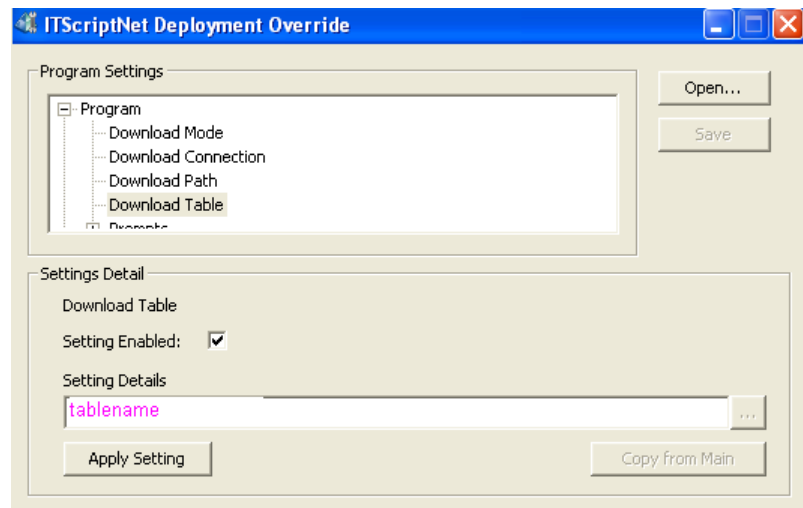 ITScriptNet Deployment Override
Program Settings
Program
Download Mode
Download Connection
Download Path
Download Table
Prompts
Open...
Save
Settings Detail
Download Table
Setting Enabled:
Setting Details
tablename
...
Apply Setting
Copy from Main